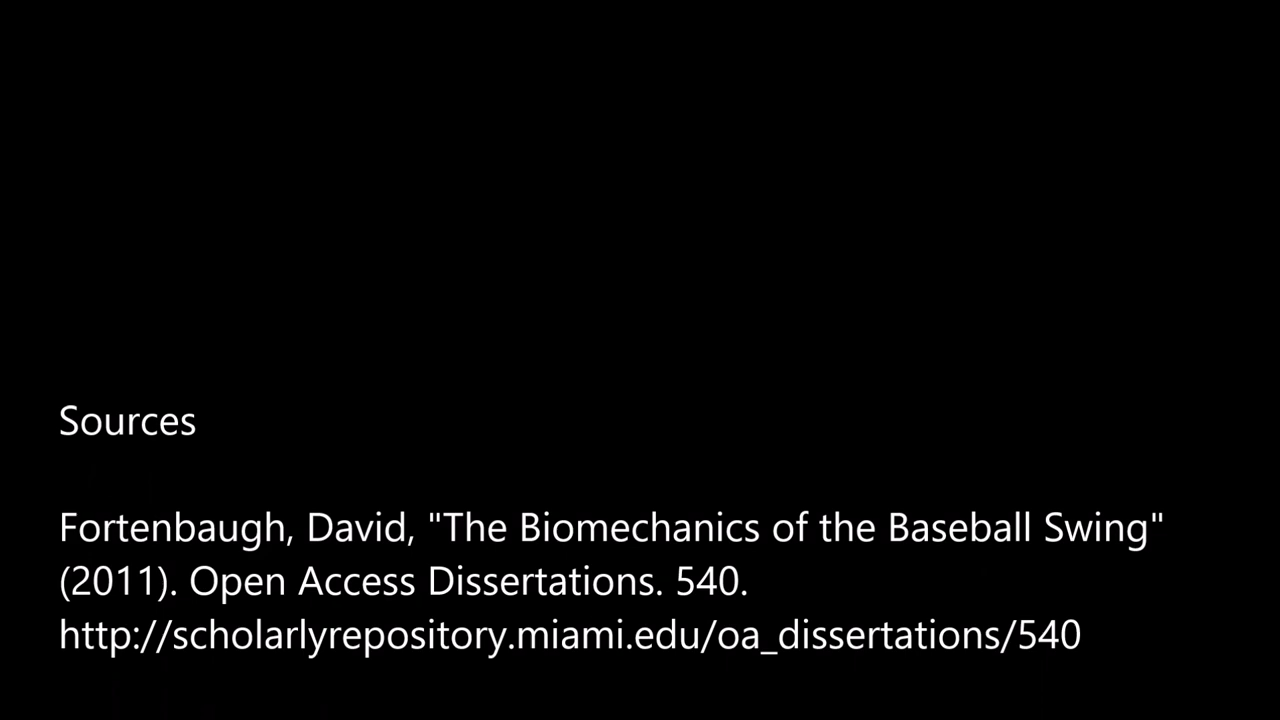 Sources
Fortenbaugh, David, "The Biomechanics of the Baseball Swing"
(2011). Open Access Dissertations. 540.
http://scholarlyrepository.miami.edu/oa_dissertations/540